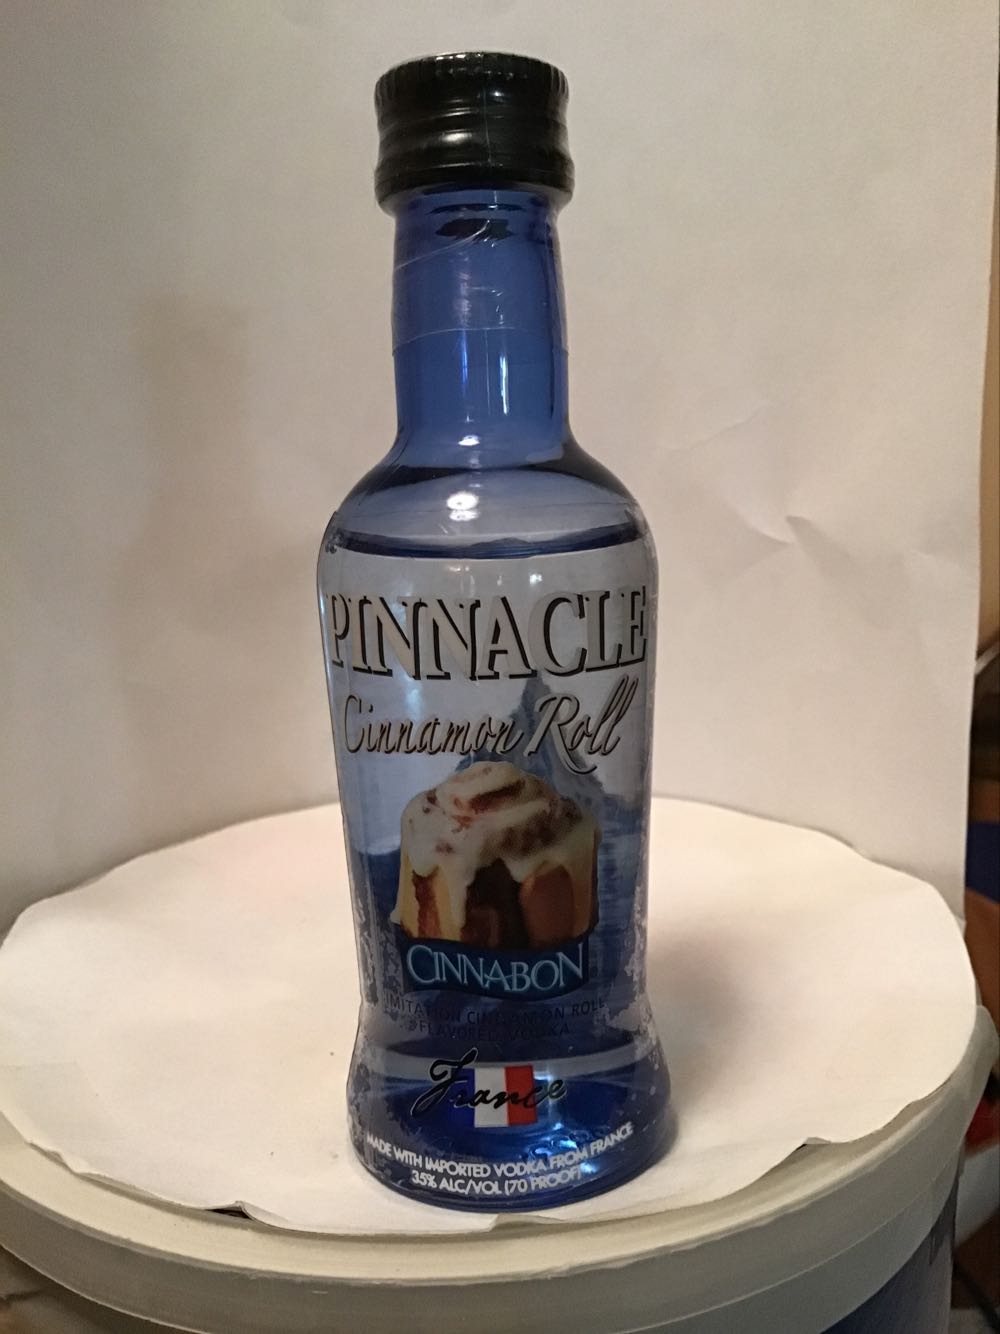 PINNACLE
Cinnamon Roll
CINNABON
IMITATION CINNAMON ROLL
FLAVORED VODKA
France
MADE WITH IMPORTED VODKA FROM FRANCE
35% ALC/VOL (70 PROOF)